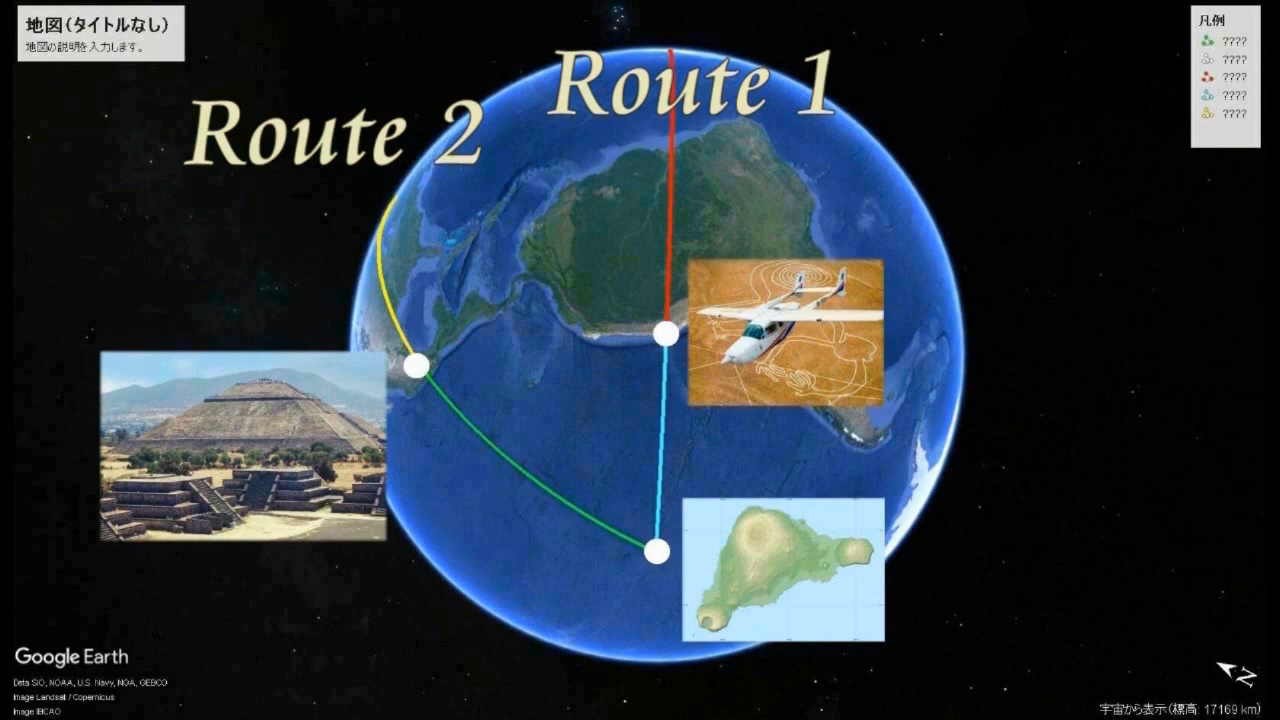 地図(タイトルなし)
地図の説明を入力します。
凡例
????
????
????
????
????
Route 1
Route 2
Google Earth
Data SIO, NOAA, U.S. Navy, NGA, GEBCO
Image Landsat / Copernicus
Image IBCAO
N
宇宙から表示(標高: 17169 km)